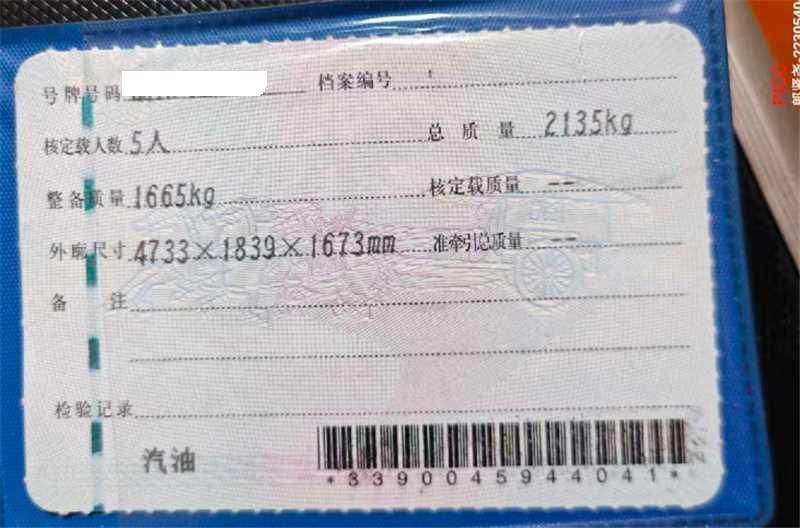 号牌号码 档案编号
核定载人数 5人 总质量 2135kg
整备质量 1665kg 核定载质量 --
外廓尺寸 4733×1839×1673mm 准牵引总质量 --
备注
检验记录
汽油
*3390045944041*
PICC